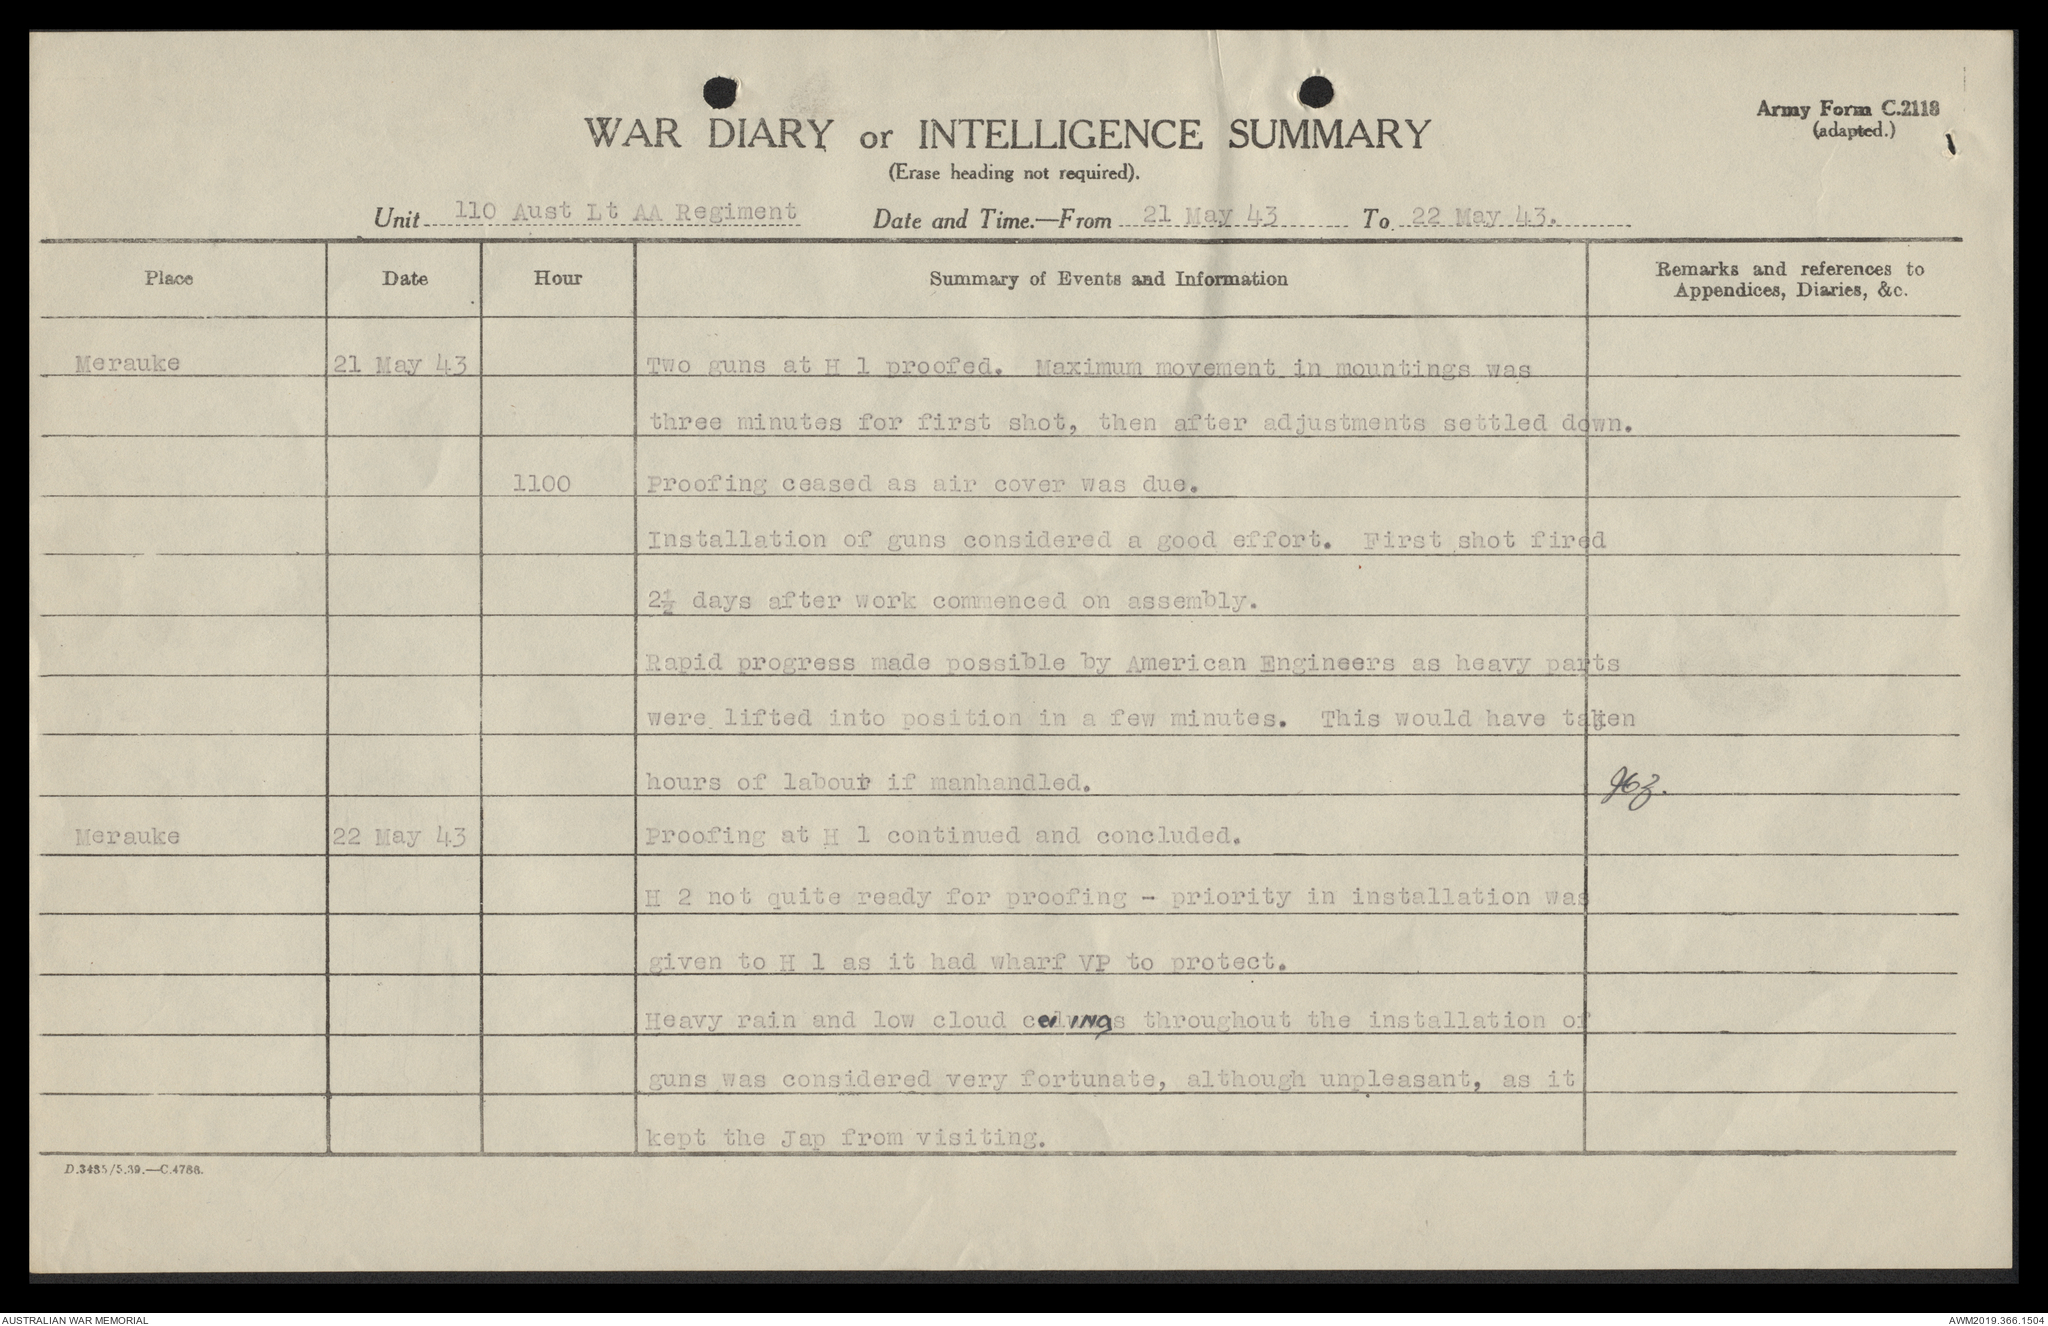 Army Form C.2118
(adapted.)
WAR DIARY or INTELLIGENCE SUMMARY
(Erase heading not required).
Unit 110 Aust Lt AA Regiment Date and Time.—From 21 May 43 To 22 May 43.
Place Date Hour Summary of Events and Information Remarks and references to
Appendices, Diaries, &c.
Merauke 21 May 43 Two guns at H 1 proofed. Maximum movement in mountings was
three minutes for first shot, then after adjustments settled down.
1100 Proofing ceased as air cover was due.
Installation of guns considered a good effort. First shot fired
2½ days after work commenced on assembly.
Rapid progress made possible by American Engineers as heavy parts
were lifted into position in a few minutes. This would have taken
hours of labour if manhandled.
Merauke 22 May 43 Proofing at H 1 continued and concluded.
H 2 not quite ready for proofing - priority in installation was
given to H 1 as it had wharf VP to protect.
Heavy rain and low cloud ceilings throughout the installation of
guns was considered very fortunate, although unpleasant, as it
kept the Jap from visiting.
D.3485/5.39.—C.4788.
AUSTRALIAN WAR MEMORIAL AWM2019.366.1504